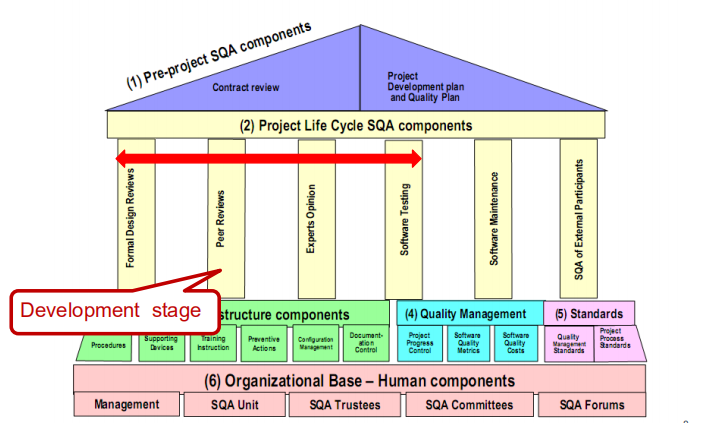 (1) Pre-project SQA components
Contract review
Project
Development plan
and Quality Plan
(2) Project Life Cycle SQA components
Formal Design Reviews
Peer Reviews
Experts Opinion
Software Testing
Software Maintenance
SQA of External Participants
Development stage
structure components
(4) Quality Management
(5) Standards
Procedures
Supporting
Devices
Training
Instruction
Preventive
Actions
Configuration
Management
Document-
ation
Control
Project
Progress
Control
Software
Quality
Metrics
Software
Quality
Costs
Quality
Management
Standards
Project
Process
Standards
(6) Organizational Base – Human components
Management
SQA Unit
SQA Trustees
SQA Committees
SQA Forums